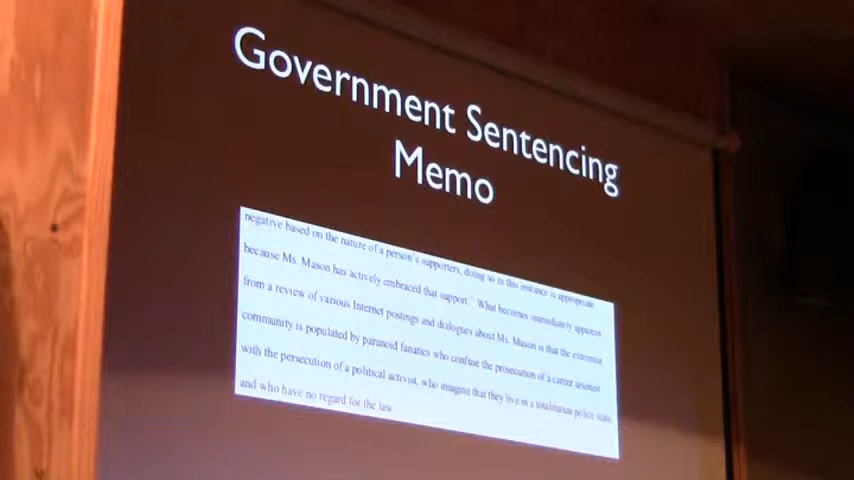 Government Sentencing
Memo
negative based on the nature of a person's supporters, doing so in this instance is appropriate
because Ms. Mason has actively embraced that support. What becomes immediately apparent
from a review of various Internet postings and dialogues about Ms. Mason is that the extremist
community is populated by paranoid fanatics who confuse the prosecution of a career arsonist
with the persecution of a political activist, who imagine that they live in a totalitarian police state
and who have no regard for the law